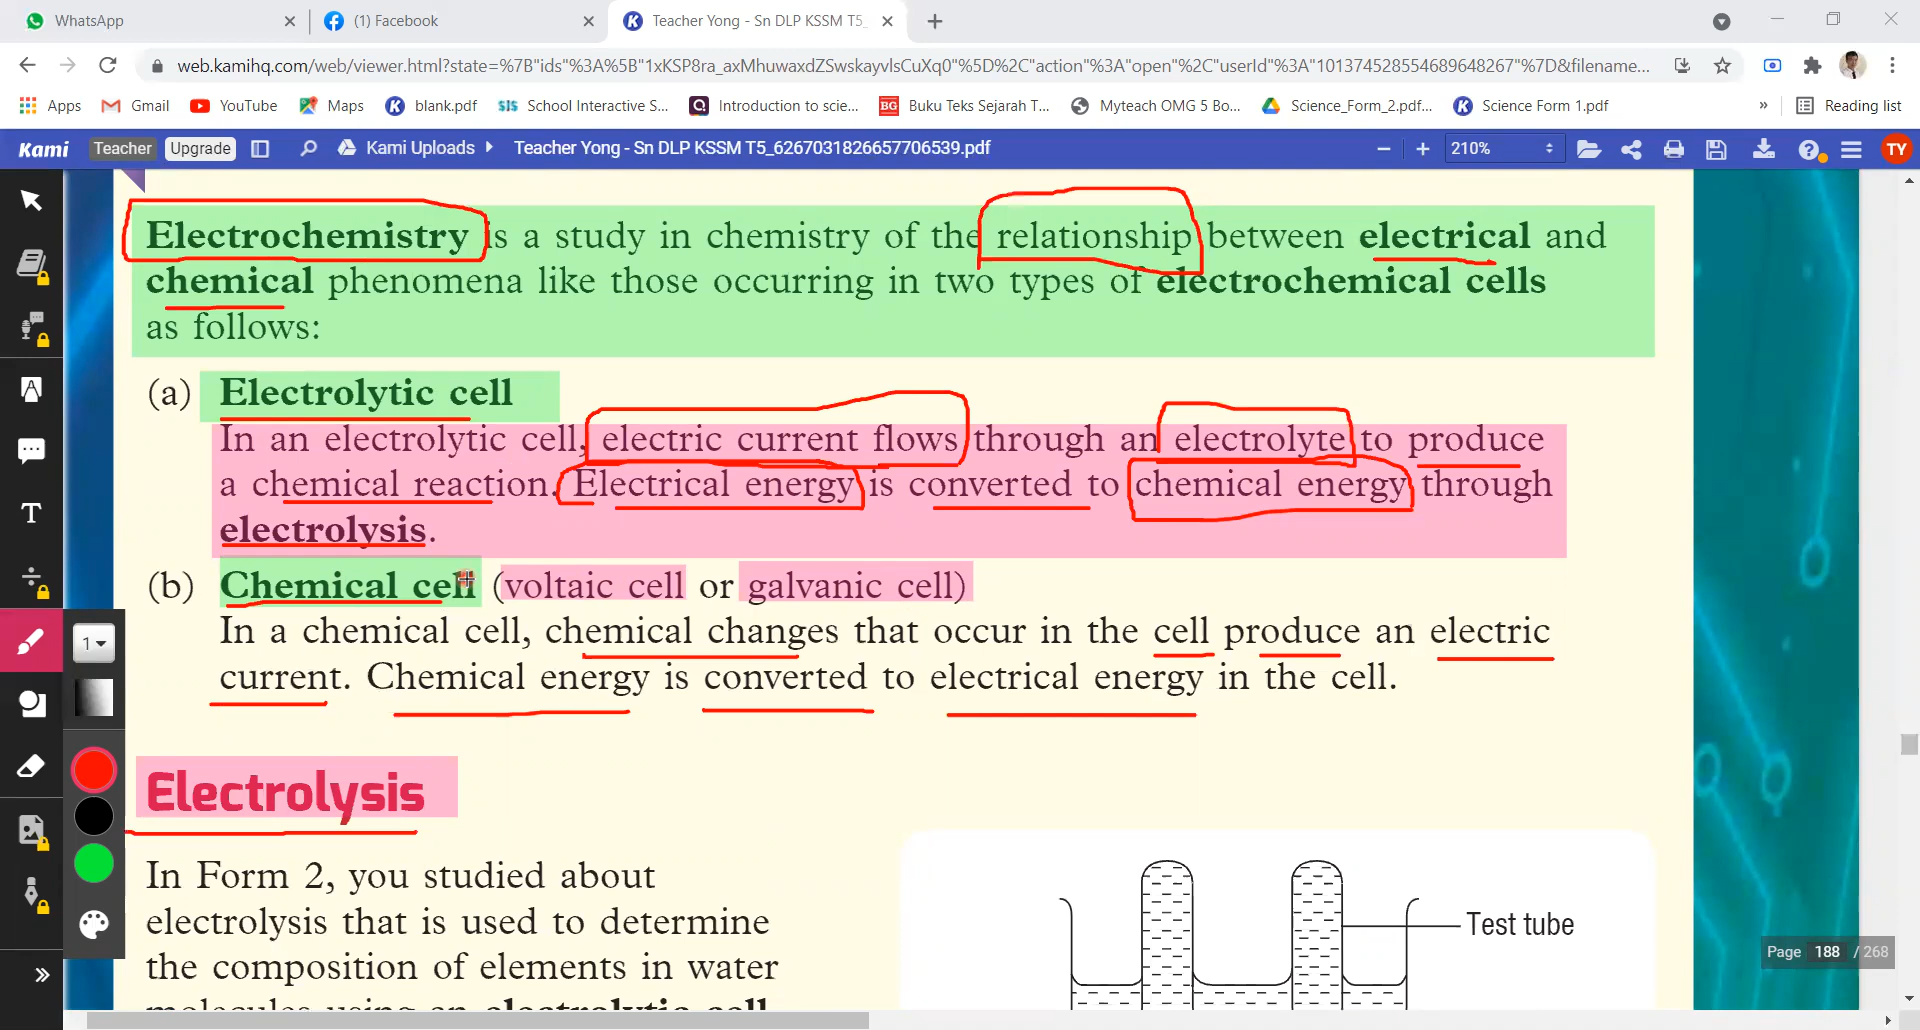 WhatsApp
(1) Facebook
Teacher Yong - Sn DLP KSSM T5_
web.kamihq.com/web/viewer.html?state=%7B"ids"%3A%5B"1xKSP8ra_axMhuwaxdZSwskayvlsCuXq0"%5D%2C"action"%3A"open"%2C"userId"%3A"101374528554689648267"%7D&filename...
Apps Gmail YouTube Maps blank.pdf School Interactive S... Introduction to scie... Buku Teks Sejarah T... Myteach OMG 5 Bo... Science_Form_2.pdf... Science Form 1.pdf » Reading list
Kami Teacher Upgrade Kami Uploads Teacher Yong - Sn DLP KSSM T5_6267031826657706539.pdf 210% TY
Electrochemistry is a study in chemistry of the relationship between electrical and
chemical phenomena like those occurring in two types of electrochemical cells
as follows:
(a) Electrolytic cell
In an electrolytic cell, electric current flows through an electrolyte to produce
a chemical reaction. Electrical energy is converted to chemical energy through
electrolysis.
(b) Chemical cell (voltaic cell or galvanic cell)
In a chemical cell, chemical changes that occur in the cell produce an electric
current. Chemical energy is converted to electrical energy in the cell.
1
Electrolysis
In Form 2, you studied about
electrolysis that is used to determine
the composition of elements in water
molecules using an electrolytic cell
Test tube
Page 188 / 268